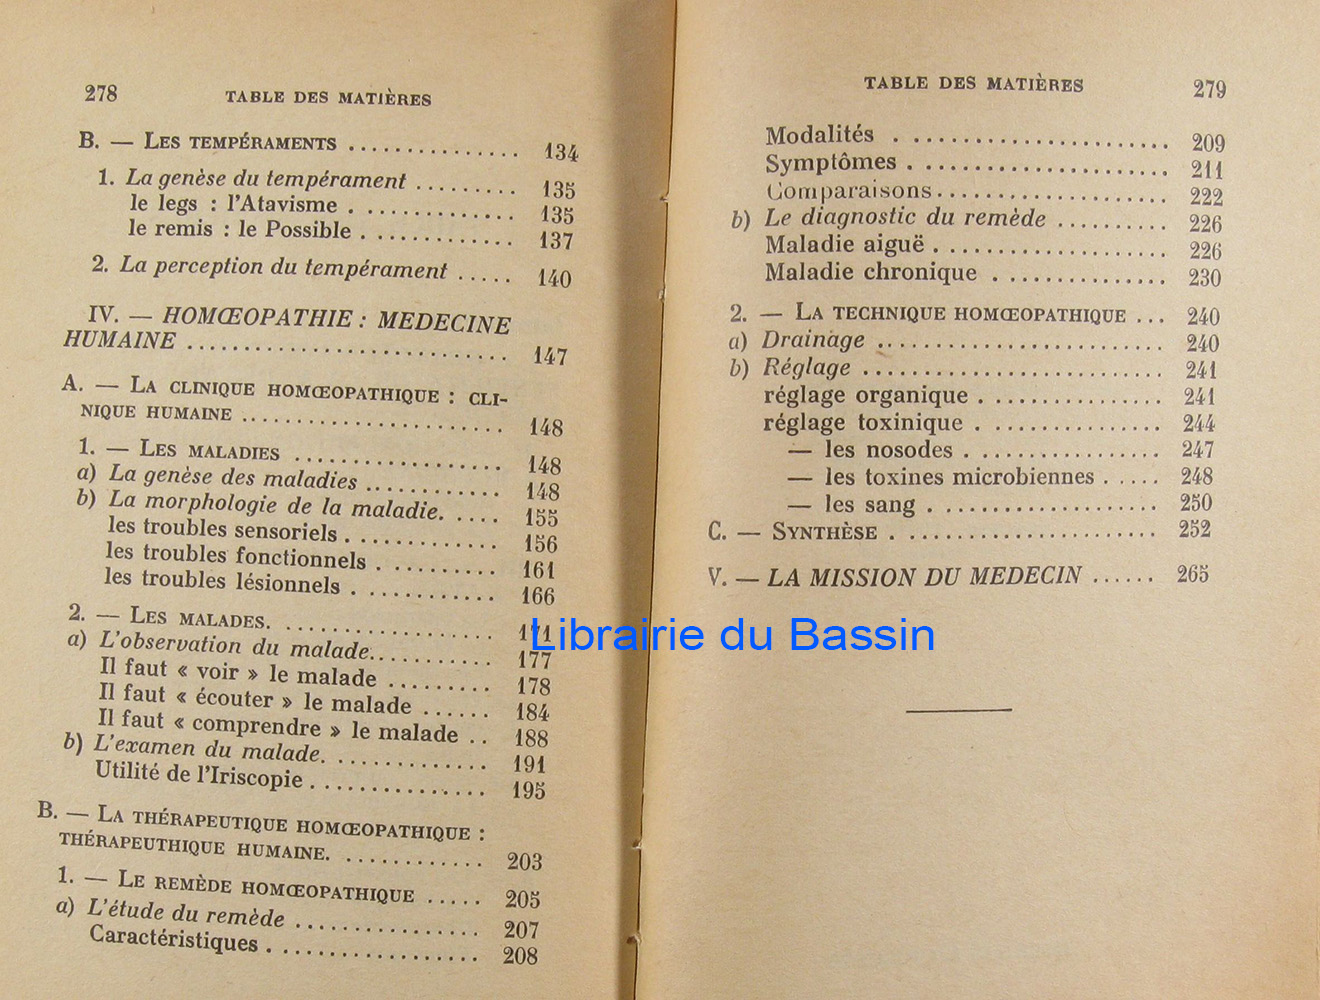 278 TABLE DES MATIÈRES
B. — LES TEMPÉRAMENTS ............... 134
1. La genèse du tempérament ......... 135
le legs : l'Atavisme . ............ 135
le remis : le Possible . ............ 137
2. La perception du tempérament ..... 140
IV. — HOMŒOPATHIE : MEDECINE
HUMAINE ............................. 147
A. — LA CLINIQUE HOMŒOPATHIQUE : CLI-
NIQUE HUMAINE ........................ 148
1. — LES MALADIES ................... 148
a) La genèse des maladies ............ 148
b) La morphologie de la maladie. ..... 155
les troubles sensoriels . ............ 156
les troubles fonctionnels . .......... 161
les troubles lésionnels . ............ 166
2. — LES MALADES. ................... 171
a) L'observation du malade........... 177
Il faut « voir » le malade ......... 178
Il faut « écouter » le malade ...... 184
Il faut « comprendre » le malade .. 188
b) L'examen du malade. ............. 191
Utilité de l'Iriscopie ................ 195
B. — LA THÉRAPEUTIQUE HOMŒOPATHIQUE :
THÉRAPEUTHIQUE HUMAINE. ............. 203
1. — LE REMÈDE HOMŒOPATHIQUE ..... 205
a) L'étude du remède ................. 207
Caractéristiques . .................. 208
TABLE DES MATIÈRES 279
Modalités . ........................ 209
Symptômes . ...................... 211
Comparaisons..................... 222
b) Le diagnostic du remède .......... 226
Maladie aiguë . .................... 226
Maladie chronique . ............... 230
2. — LA TECHNIQUE HOMŒOPATHIQUE ... 240
a) Drainage ......................... 240
b) Réglage .......................... 241
réglage organique . ................ 241
réglage toxinique . ................ 244
— les nosodes . ................. 247
— les toxines microbiennes ..... 248
— les sang . .................... 250
C. — SYNTHÈSE . ...................... 252
V. — LA MISSION DU MEDECIN ...... 265
Librairie du Bassin